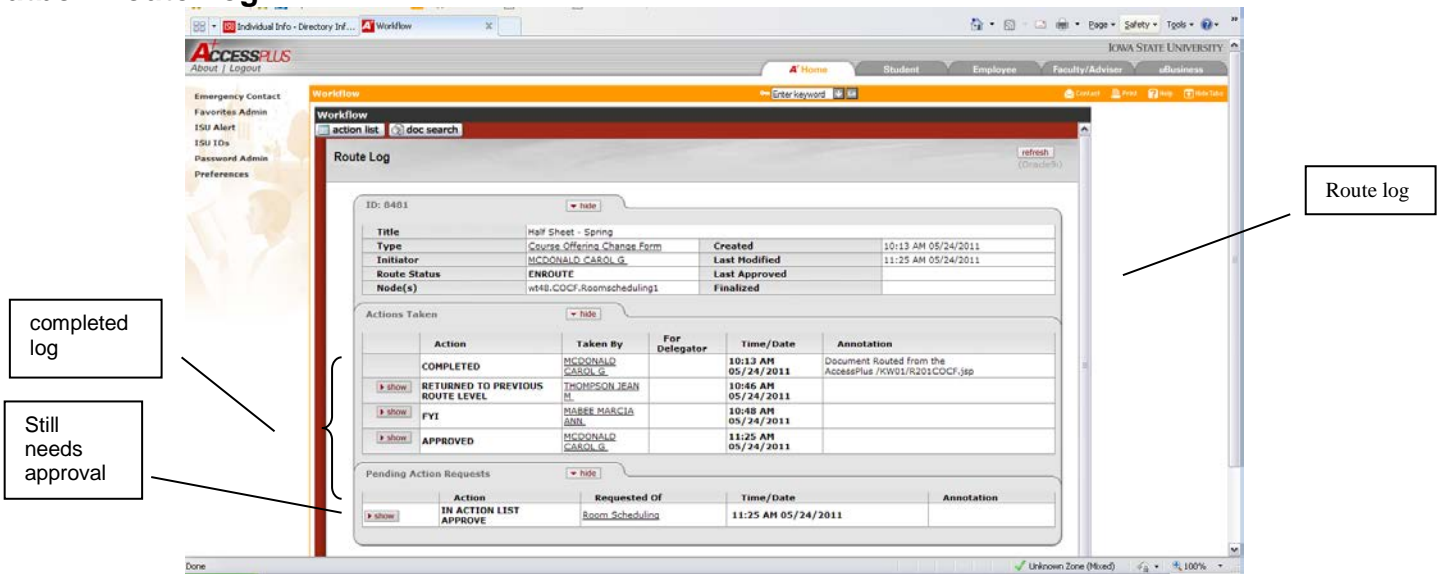 Individual Info - Directory Inf... Workflow X Page Safety Tools
ACCESSPLUS IOWA STATE UNIVERSITY
About | Logout A+ Home Student Employee Faculty/Adviser uBusiness
Emergency Contact
Favorites Admin
ISU Alert
ISU IDs
Password Admin
Preferences
Workflow Enter keyword Contact Print Help Hide Tabs
Workflow
action list doc search
Route Log refresh
ID: 8481 hide
Title Half Sheet - Spring
Type Course Offering Change Form Created 10:13 AM 05/24/2011
Initiator MCDONALD CAROL G Last Modified 11:25 AM 05/24/2011
Route Status ENROUTE Last Approved
Node(s) wt48.COCF.Roomscheduling1 Finalized
Actions Taken hide
Action Taken By For Delegator Time/Date Annotation
COMPLETED MCDONALD CAROL G 10:13 AM 05/24/2011 Document Routed from the AccessPlus /KW01/R201COCF.jsp
show RETURNED TO PREVIOUS ROUTE LEVEL THOMPSON JEAN M 10:46 AM 05/24/2011
show FYI MABEE MARCIA ANN 10:48 AM 05/24/2011
show APPROVED MCDONALD CAROL G 11:25 AM 05/24/2011
Pending Action Requests hide
Action Requested Of Time/Date Annotation
show IN ACTION LIST APPROVE Room Scheduling 11:25 AM 05/24/2011
Done Unknown Zone (Mixed) 100%
Route log
completed
log
Still
needs
approval